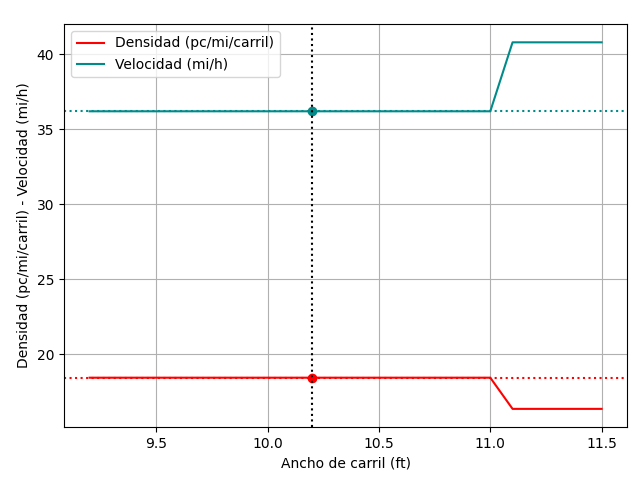 Densidad (pc/mi/carril)
Velocidad (mi/h)
Densidad (pc/mi/carril) - Velocidad (mi/h)
40
35
30
25
20
9.5
10.0
10.5
11.0
11.5
Ancho de carril (ft)